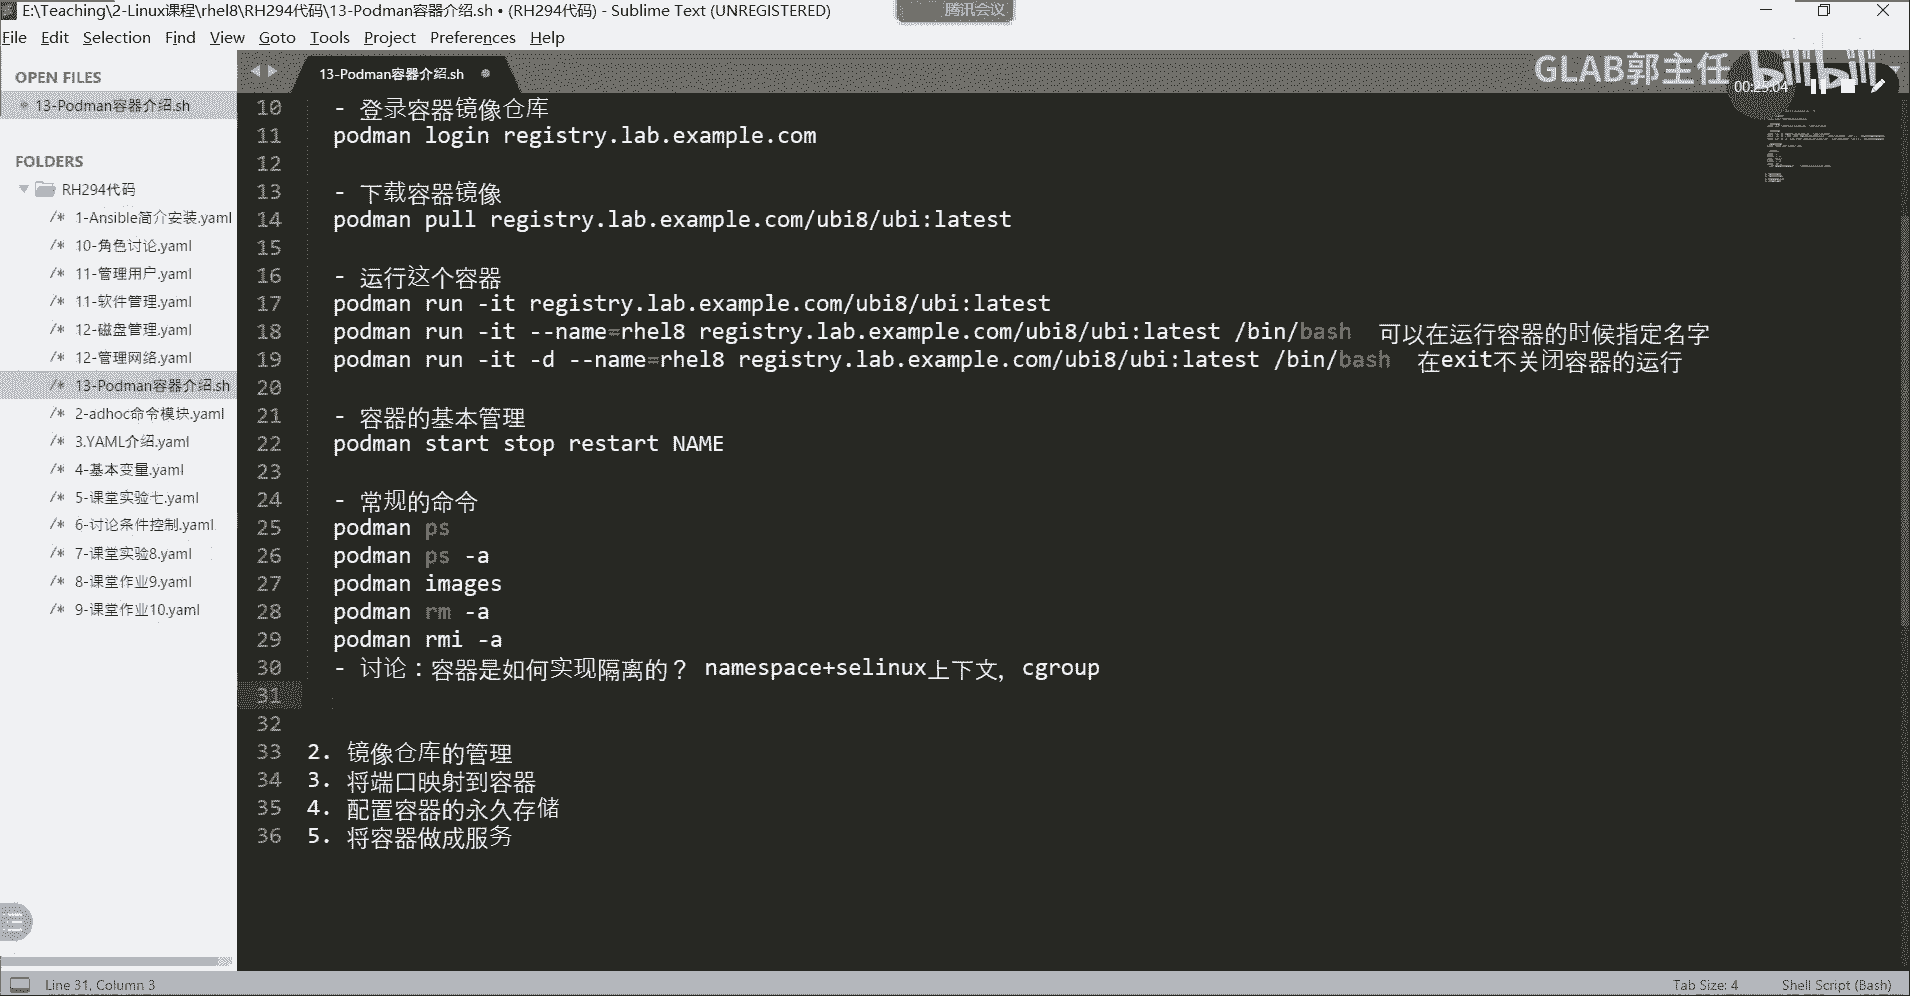 E:\Teaching\2-Linux课程\rhel8\RH294代码\13-Podman容器介绍.sh • (RH294代码) - Sublime Text (UNREGISTERED)
腾讯会议
File Edit Selection Find View Goto Tools Project Preferences Help
OPEN FILES
13-Podman容器介绍.sh
FOLDERS
RH294代码
/* 1-Ansible简介安装.yaml
/* 10-角色讨论.yaml
/* 11-管理用户.yaml
/* 11-软件管理.yaml
/* 12-磁盘管理.yaml
/* 12-管理网络.yaml
/* 13-Podman容器介绍.sh
/* 2-adhoc命令模块.yaml
/* 3.YAML介绍.yaml
/* 4-基本变量.yaml
/* 5-课堂实验七.yaml
/* 6-讨论条件控制.yaml
/* 7-课堂实验8.yaml
/* 8-课堂作业9.yaml
/* 9-课堂作业10.yaml
13-Podman容器介绍.sh
GLAB郭主任 bilibili
00:25:04
10 - 登录容器镜像仓库
11 podman login registry.lab.example.com
12
13 - 下载容器镜像
14 podman pull registry.lab.example.com/ubi8/ubi:latest
15
16 - 运行这个容器
17 podman run -it registry.lab.example.com/ubi8/ubi:latest
18 podman run -it --name=rhel8 registry.lab.example.com/ubi8/ubi:latest /bin/bash 可以在运行容器的时候指定名字
19 podman run -it -d --name=rhel8 registry.lab.example.com/ubi8/ubi:latest /bin/bash 在exit不关闭容器的运行
20
21 - 容器的基本管理
22 podman start stop restart NAME
23
24 - 常规的命令
25 podman ps
26 podman ps -a
27 podman images
28 podman rm -a
29 podman rmi -a
30 - 讨论：容器是如何实现隔离的？ namespace+selinux上下文，cgroup
31
32
33 2. 镜像仓库的管理
34 3. 将端口映射到容器
35 4. 配置容器的永久存储
36 5. 将容器做成服务
Line 31, Column 3
Tab Size: 4
Shell Script (Bash)